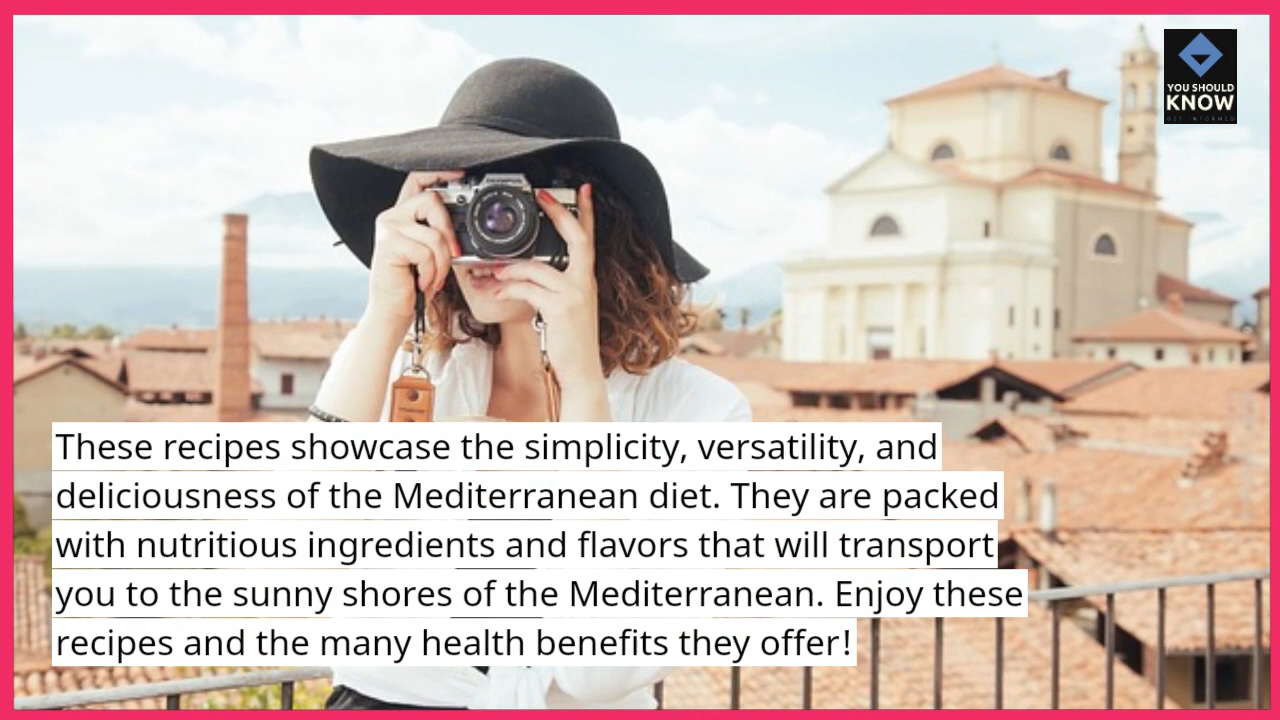 YOU SHOULD
KNOW
GET INFORMED
These recipes showcase the simplicity, versatility, and
deliciousness of the Mediterranean diet. They are packed
with nutritious ingredients and flavors that will transport
you to the sunny shores of the Mediterranean. Enjoy these
recipes and the many health benefits they offer!